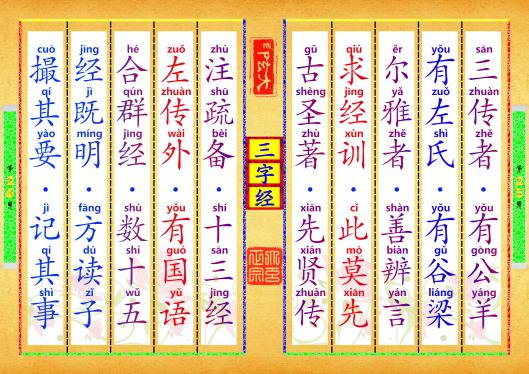 sān zhuàn zhě yǒu gōng yáng
三传者·有公羊
yǒu zuǒ shì yǒu gǔ liáng
有左氏·有谷梁
ěr yǎ zhě shàn biàn yán
尔雅者·善辨言
qiú jīng xùn cǐ mò xiān
求经训·此莫先
gǔ shèng zhù xiān xián zhuàn
古圣著·先贤传
三字经
zhù shū bèi shí sān jīng
注疏备·十三经
zuǒ zhuàn wài yǒu guó yǔ
左传外·有国语
hé qún jīng shù shí wǔ
合群经·数十五
jīng jì míng fāng dú zǐ
经既明·方读子
cuò qí yào jì qí shì
撮其要·记其事